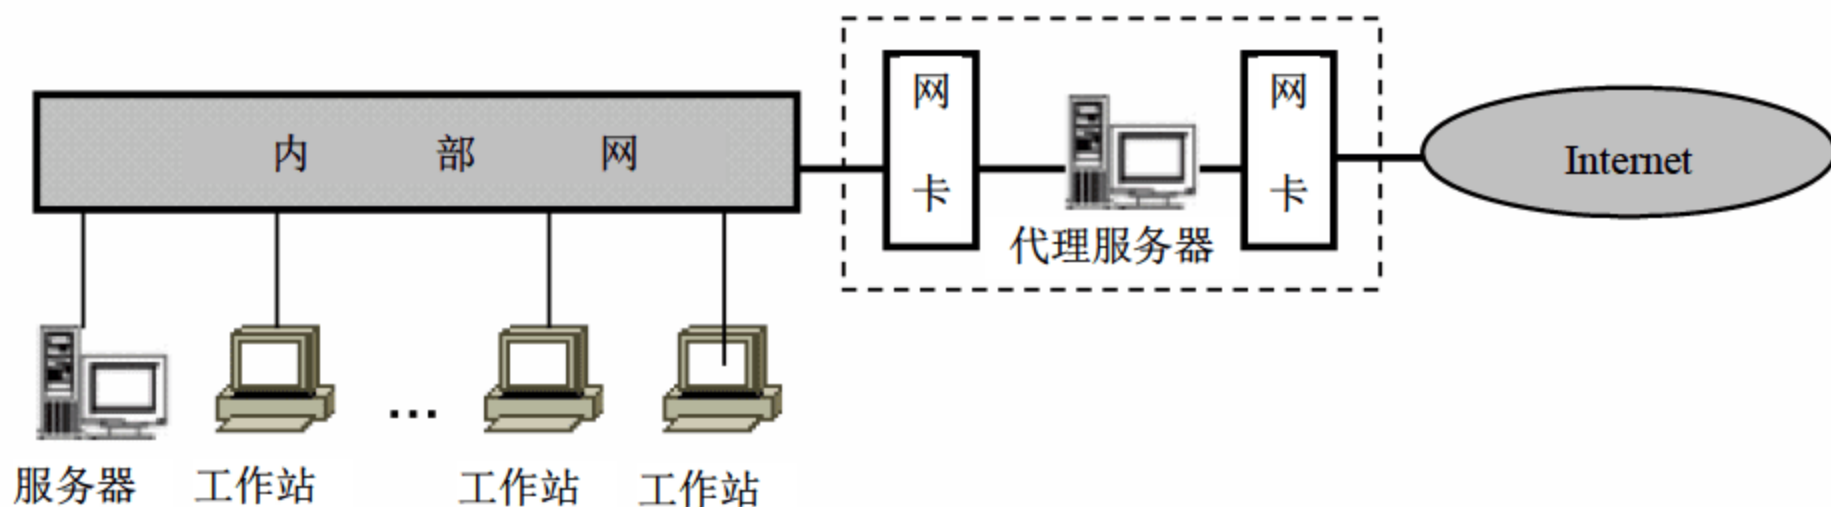 内部网
网卡
代理服务器
网卡
Internet
服务器
工作站
...
工作站
工作站